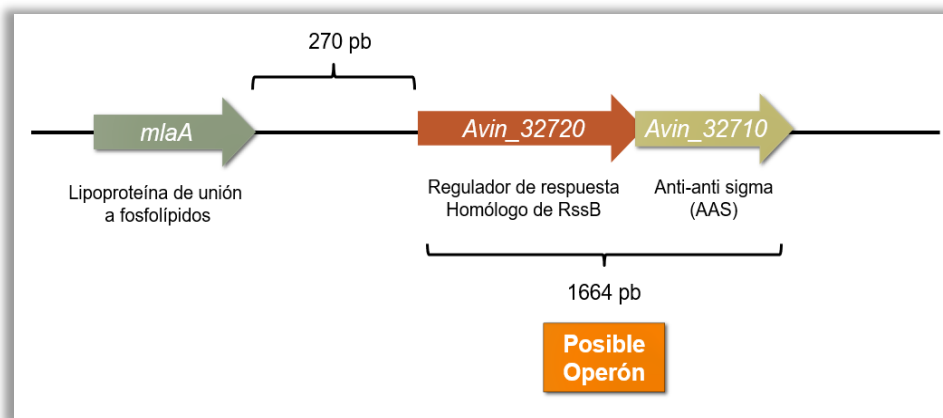 270 pb
mlaA
Avin_32720
Avin_32710
Lipoproteína de unión
a fosfolípidos
Regulador de respuesta
Homólogo de RssB
Anti-anti sigma
(AAS)
1664 pb
Posible
Operón